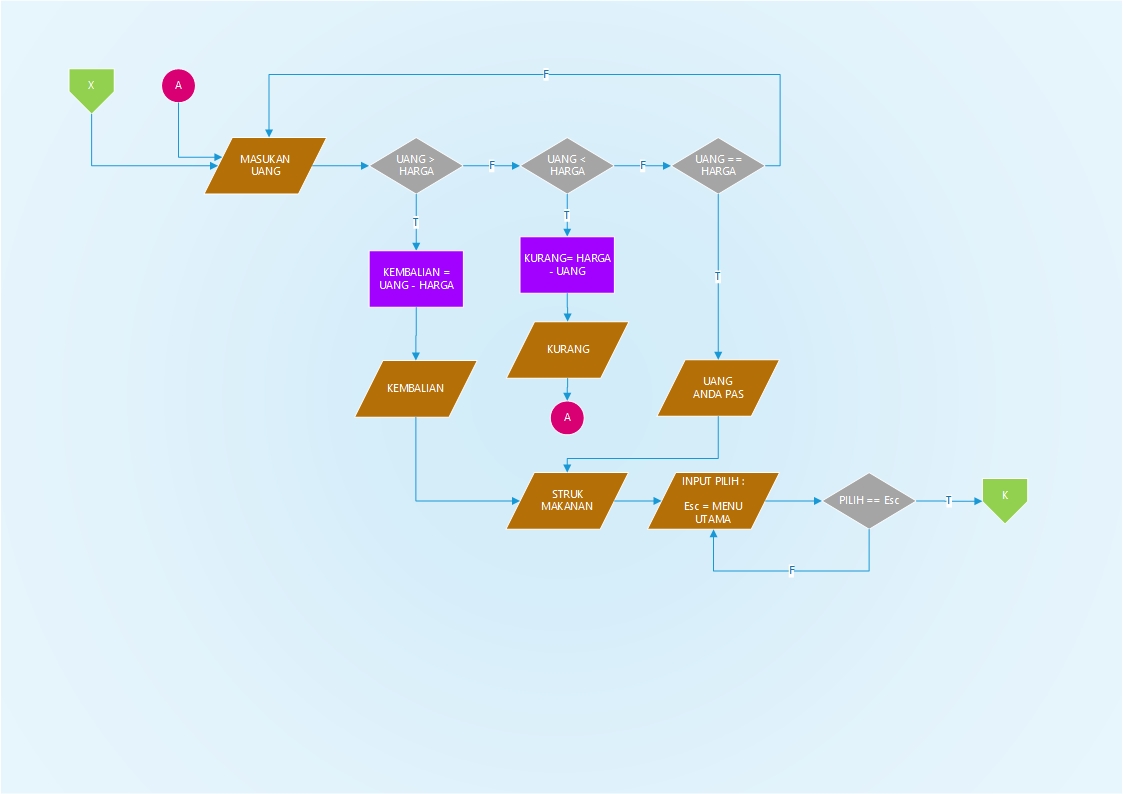 F
X
A
MASUKAN
UANG
UANG >
HARGA
F
UANG <
HARGA
F
UANG ==
HARGA
T
T
T
KEMBALIAN =
UANG - HARGA
KURANG= HARGA
- UANG
KURANG
KEMBALIAN
UANG
ANDA PAS
A
STRUK
MAKANAN
INPUT PILIH :
Esc = MENU
UTAMA
PILIH == Esc
T
K
F